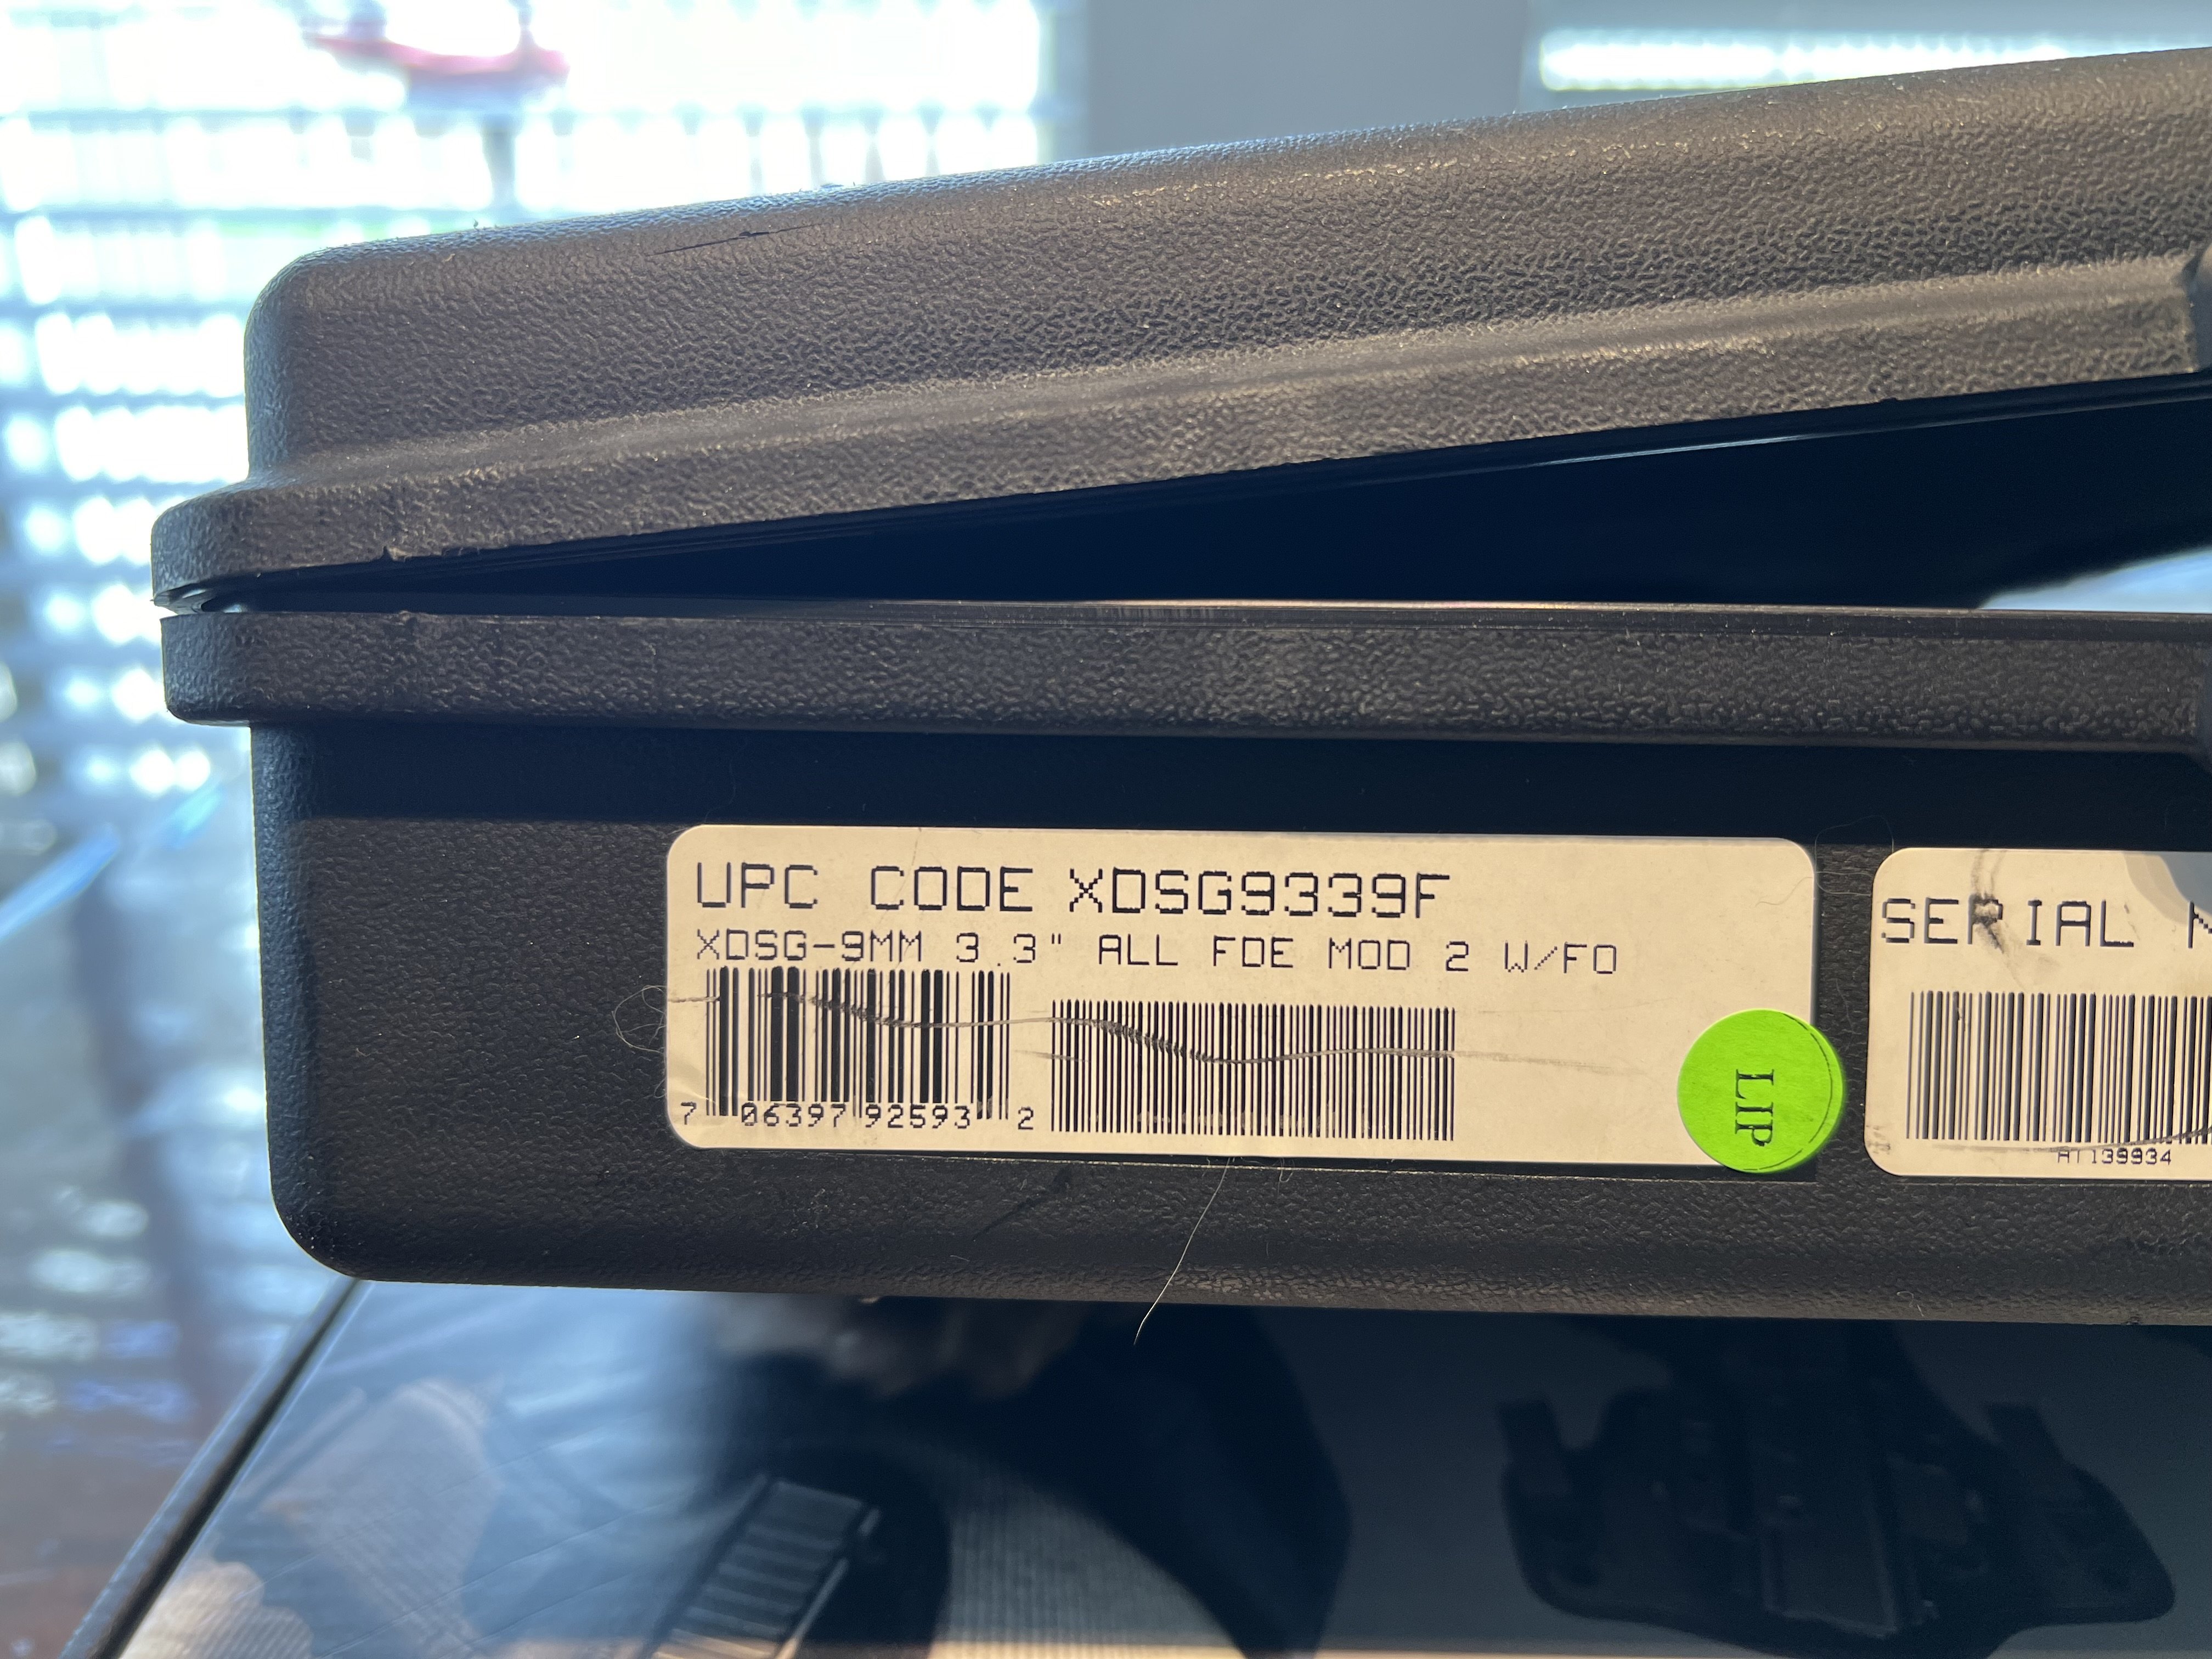 UPC CODE XDSG9339F
XDSG-9MM 3.3" ALL FDE MOD 2 W/FO
7 06397 92593 2
LIP
SERIAL
AT139934